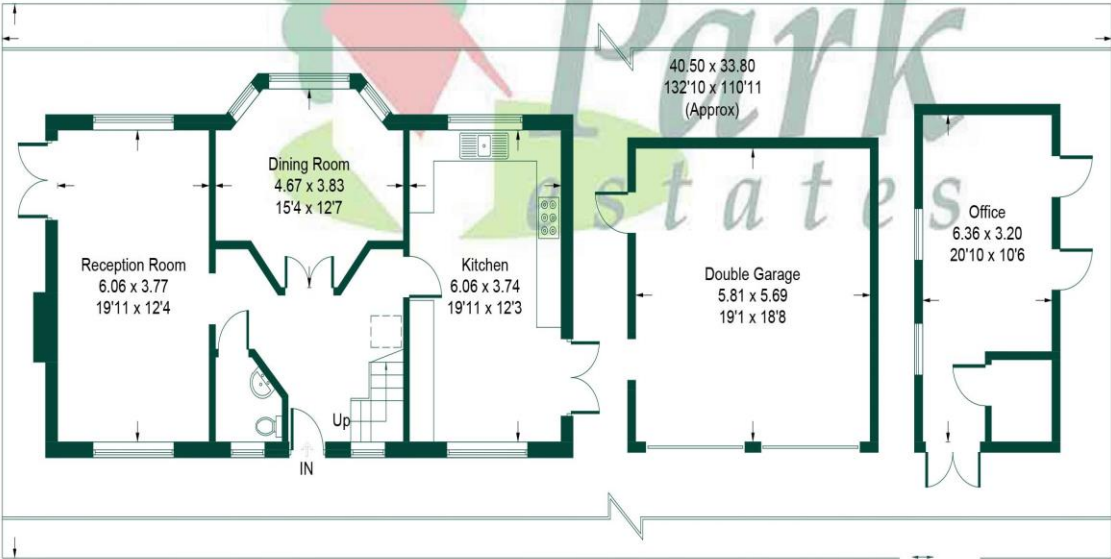 Park
estates
40.50 x 33.80
132'10 x 110'11
(Approx)
Dining Room
4.67 x 3.83
15'4 x 12'7
Reception Room
6.06 x 3.77
19'11 x 12'4
Kitchen
6.06 x 3.74
19'11 x 12'3
Double Garage
5.81 x 5.69
19'1 x 18'8
Office
6.36 x 3.20
20'10 x 10'6
Up
IN